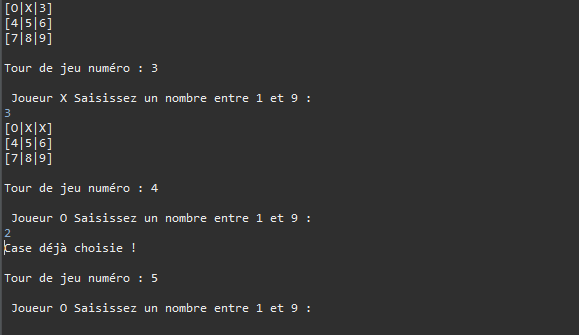 [O|X|3]
[4|5|6]
[7|8|9]
Tour de jeu numéro : 3
Joueur X Saisissez un nombre entre 1 et 9 :
3
[O|X|X]
[4|5|6]
[7|8|9]
Tour de jeu numéro : 4
Joueur O Saisissez un nombre entre 1 et 9 :
2
Case déjà choisie !
Tour de jeu numéro : 5
Joueur O Saisissez un nombre entre 1 et 9 :